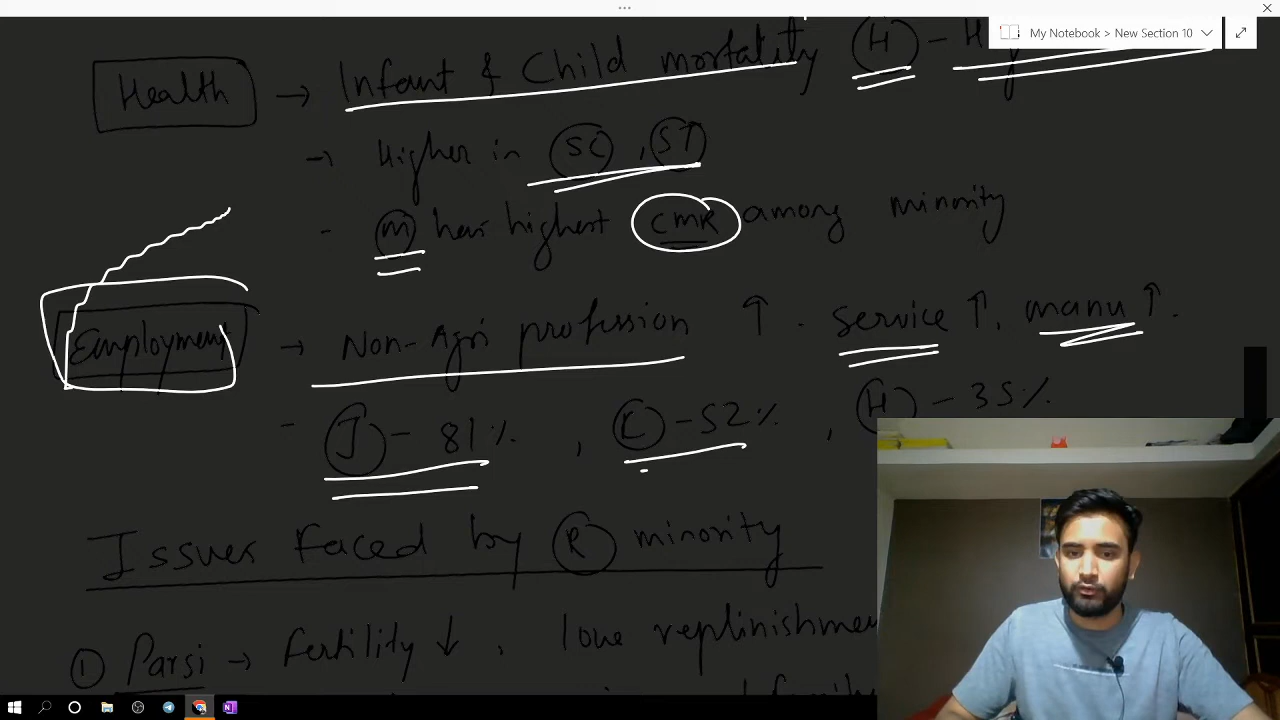 My Notebook > New Section 10
Health → Infant & Child mortality (H) - H
→ Higher in (SC), (ST)
- (M) has highest CMR among minority
Employment → Non-Agri profession ↑. service ↑, manu ↑.
- (J) - 81%, (C) - 52%, (H) - 35%
Issues faced by (R) minority
① Parsi → fertility ↓. low replinishmen